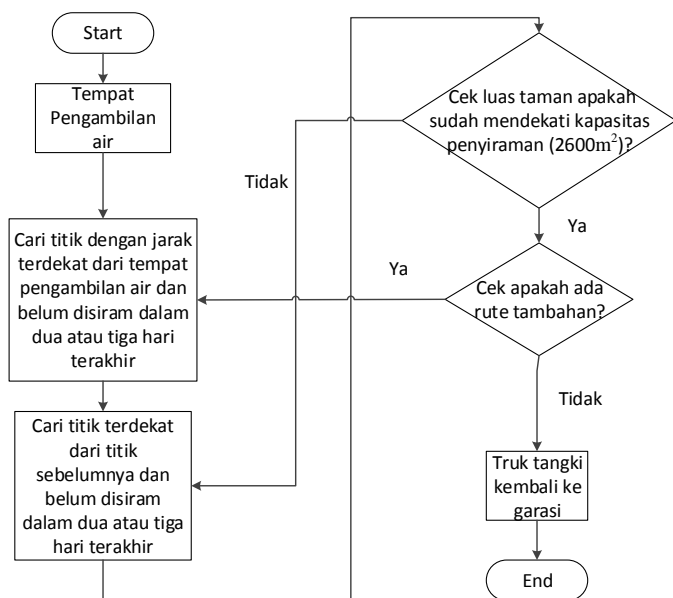 Start
Tempat
Pengambilan
air
Cari titik dengan jarak
terdekat dari tempat
pengambilan air dan
belum disiram dalam
dua atau tiga hari
terakhir
Cari titik terdekat
dari titik
sebelumnya dan
belum disiram
dalam dua atau tiga
hari terakhir
Cek luas taman apakah
sudah mendekati kapasitas
penyiraman (2600m²)?
Tidak
Ya
Cek apakah ada
rute tambahan?
Ya
Tidak
Truk tangki
kembali ke
garasi
End